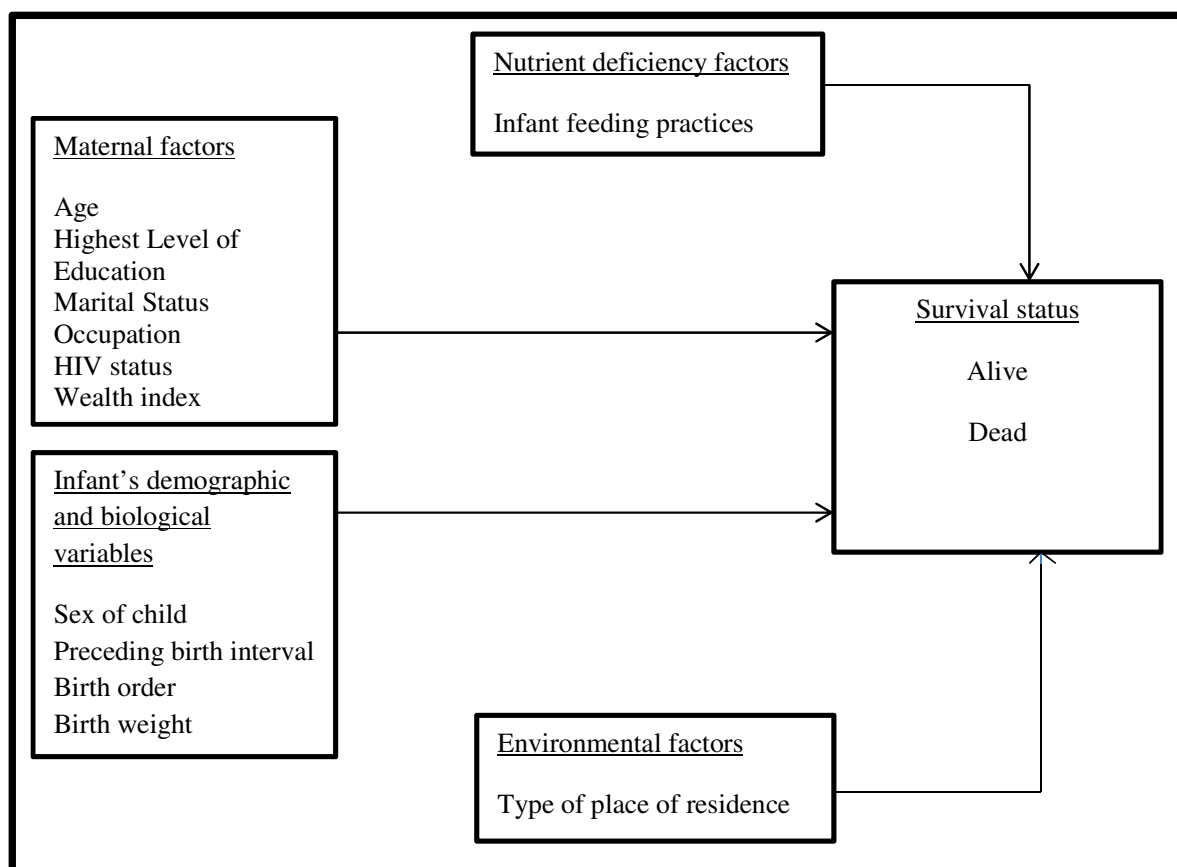 Nutrient deficiency factors
Infant feeding practices
Maternal factors
Age
Highest Level of
Education
Marital Status
Occupation
HIV status
Wealth index
Survival status
Alive
Dead
Infant’s demographic
and biological
variables
Sex of child
Preceding birth interval
Birth order
Birth weight
Environmental factors
Type of place of residence